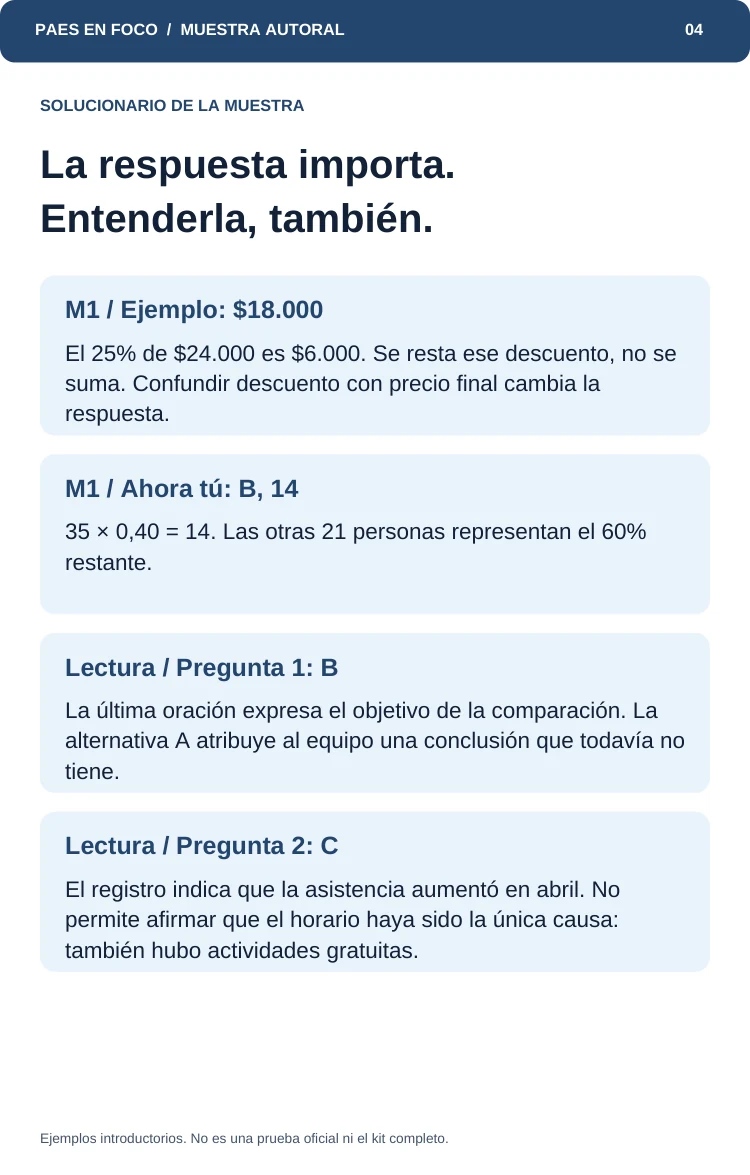 PAES EN FOCO / MUESTRA AUTORAL
04
SOLUCIONARIO DE LA MUESTRA
La respuesta importa.
Entenderla, también.
M1 / Ejemplo: $18.000
El 25% de $24.000 es $6.000. Se resta ese descuento, no se
suma. Confundir descuento con precio final cambia la
respuesta.
M1 / Ahora tú: B, 14
35 × 0,40 = 14. Las otras 21 personas representan el 60%
restante.
Lectura / Pregunta 1: B
La última oración expresa el objetivo de la comparación. La
alternativa A atribuye al equipo una conclusión que todavía no
tiene.
Lectura / Pregunta 2: C
El registro indica que la asistencia aumentó en abril. No
permite afirmar que el horario haya sido la única causa:
también hubo actividades gratuitas.
Ejemplos introductorios. No es una prueba oficial ni el kit completo.